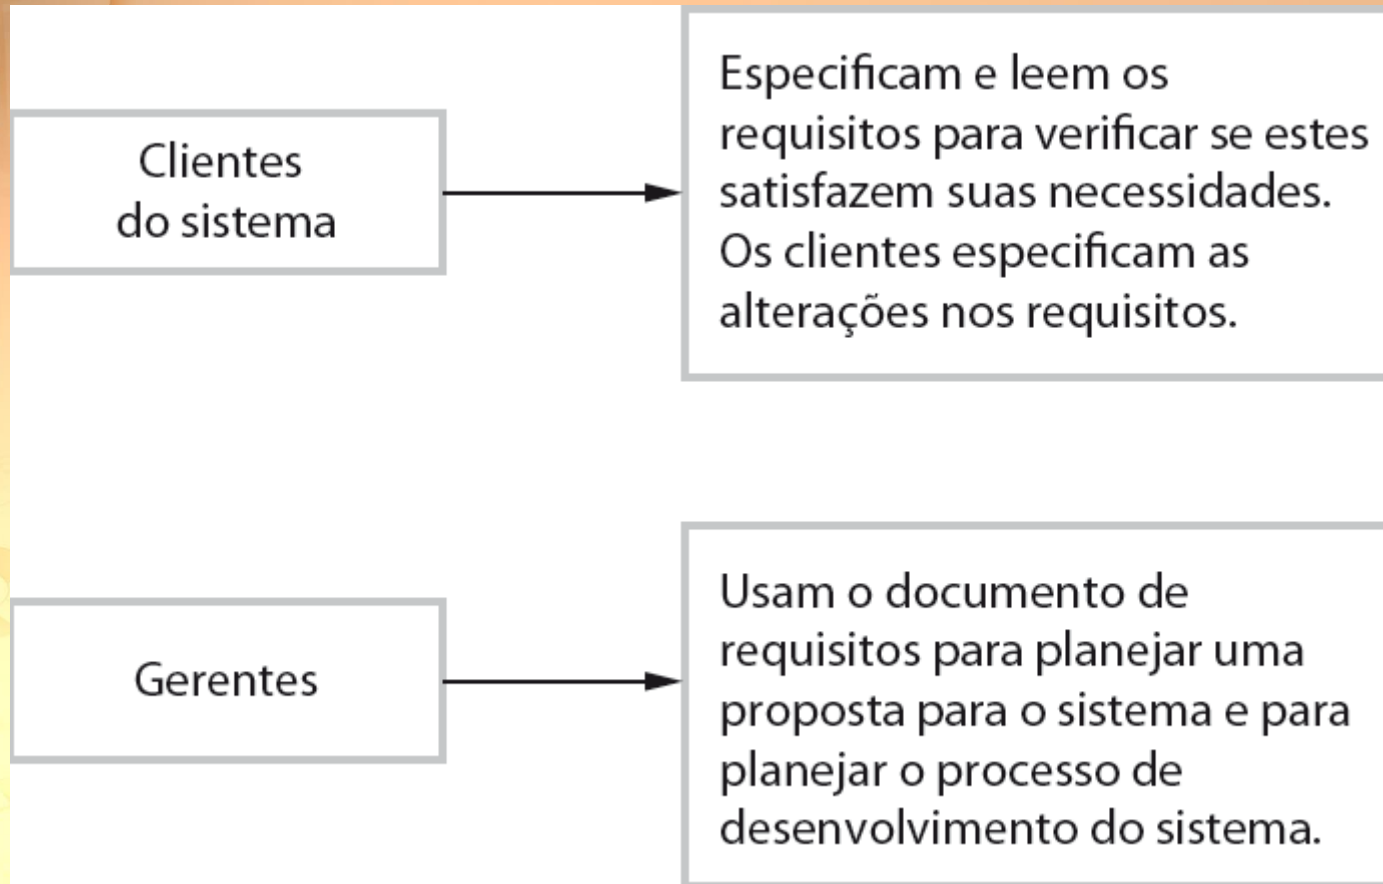 Clientes
do sistema
Especificam e leem os
requisitos para verificar se estes
satisfazem suas necessidades.
Os clientes especificam as
alterações nos requisitos.
Gerentes
Usam o documento de
requisitos para planejar uma
proposta para o sistema e para
planejar o processo de
desenvolvimento do sistema.